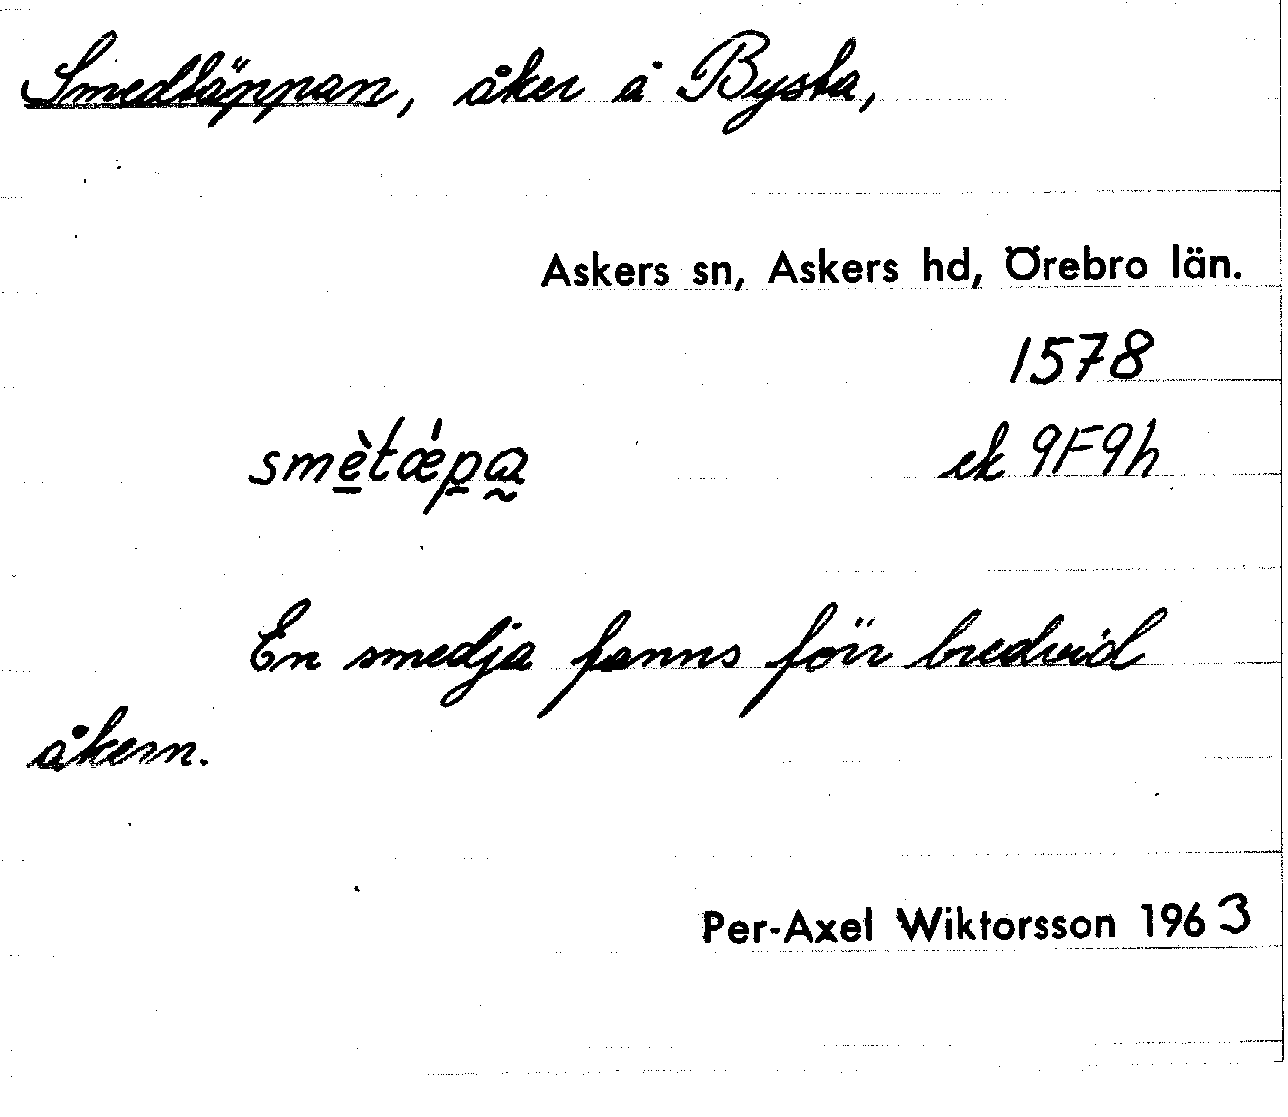 Smedtäppan, åker å Bysta,
Askers sn, Askers hd, Örebro län.
1578
smètǽpa ek 9F9h
En smedja fanns förr bredvid
åkern.
Per-Axel Wiktorsson 1963